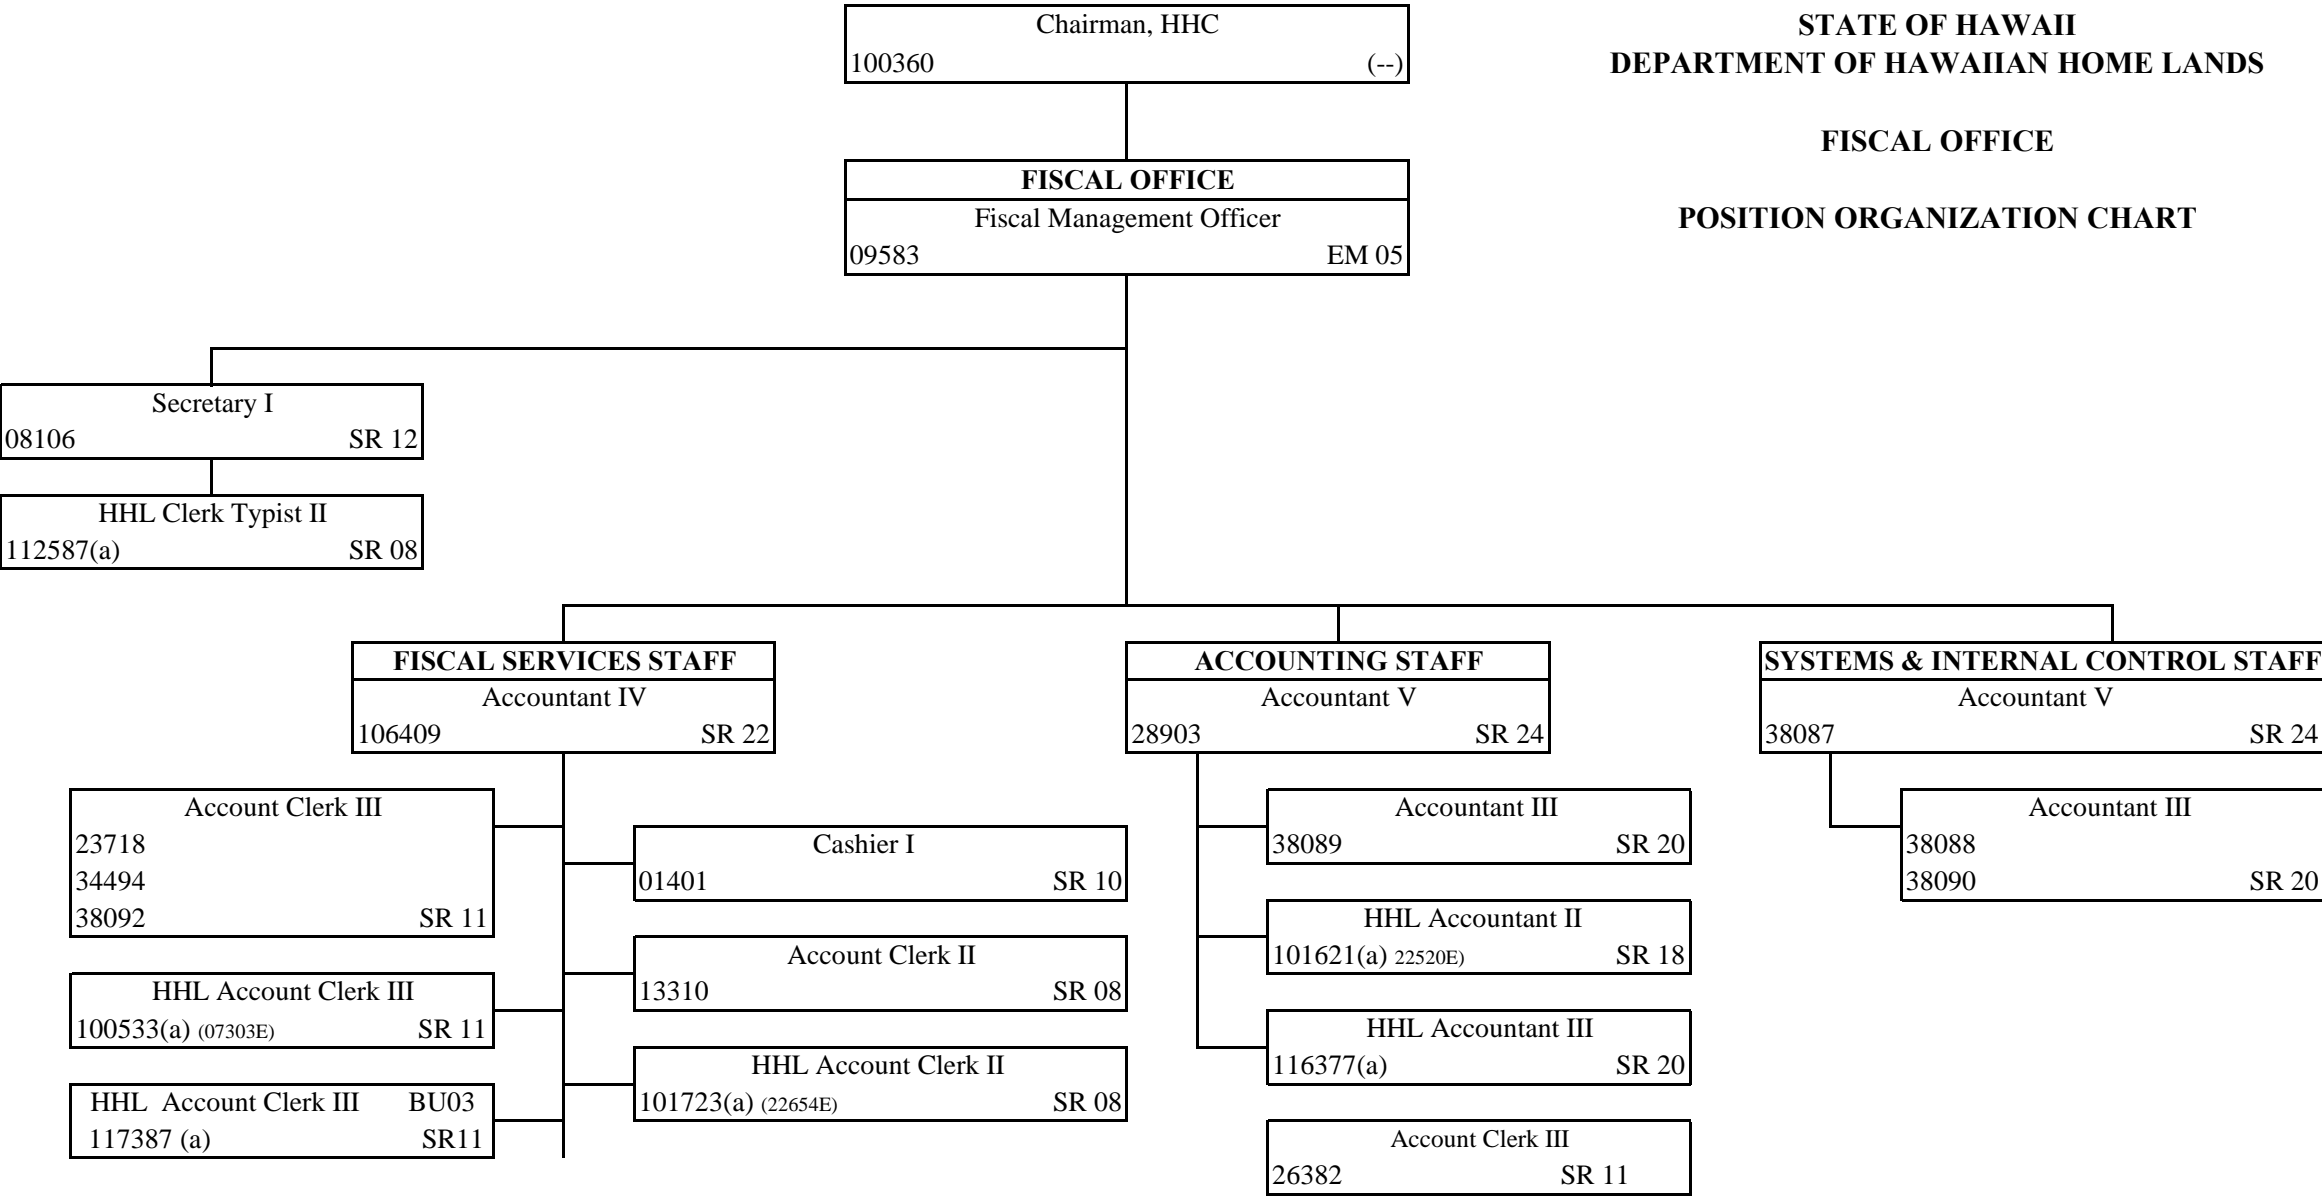 Chairman, HHC
100360 (--)
STATE OF HAWAII
DEPARTMENT OF HAWAIIAN HOME LANDS
FISCAL OFFICE
POSITION ORGANIZATION CHART
FISCAL OFFICE
Fiscal Management Officer
09583 EM 05
Secretary I
08106 SR 12
HHL Clerk Typist II
112587(a) SR 08
FISCAL SERVICES STAFF
Accountant IV
106409 SR 22
Account Clerk III
23718
34494
38092 SR 11
HHL Account Clerk III
100533(a) (07303E) SR 11
HHL Account Clerk III BU03
117387 (a) SR11
Cashier I
01401 SR 10
Account Clerk II
13310 SR 08
HHL Account Clerk II
101723(a) (22654E) SR 08
ACCOUNTING STAFF
Accountant V
28903 SR 24
Accountant III
38089 SR 20
HHL Accountant II
101621(a) 22520E) SR 18
HHL Accountant III
116377(a) SR 20
Account Clerk III
26382 SR 11
SYSTEMS & INTERNAL CONTROL STAFF
Accountant V
38087 SR 24
Accountant III
38088
38090 SR 20